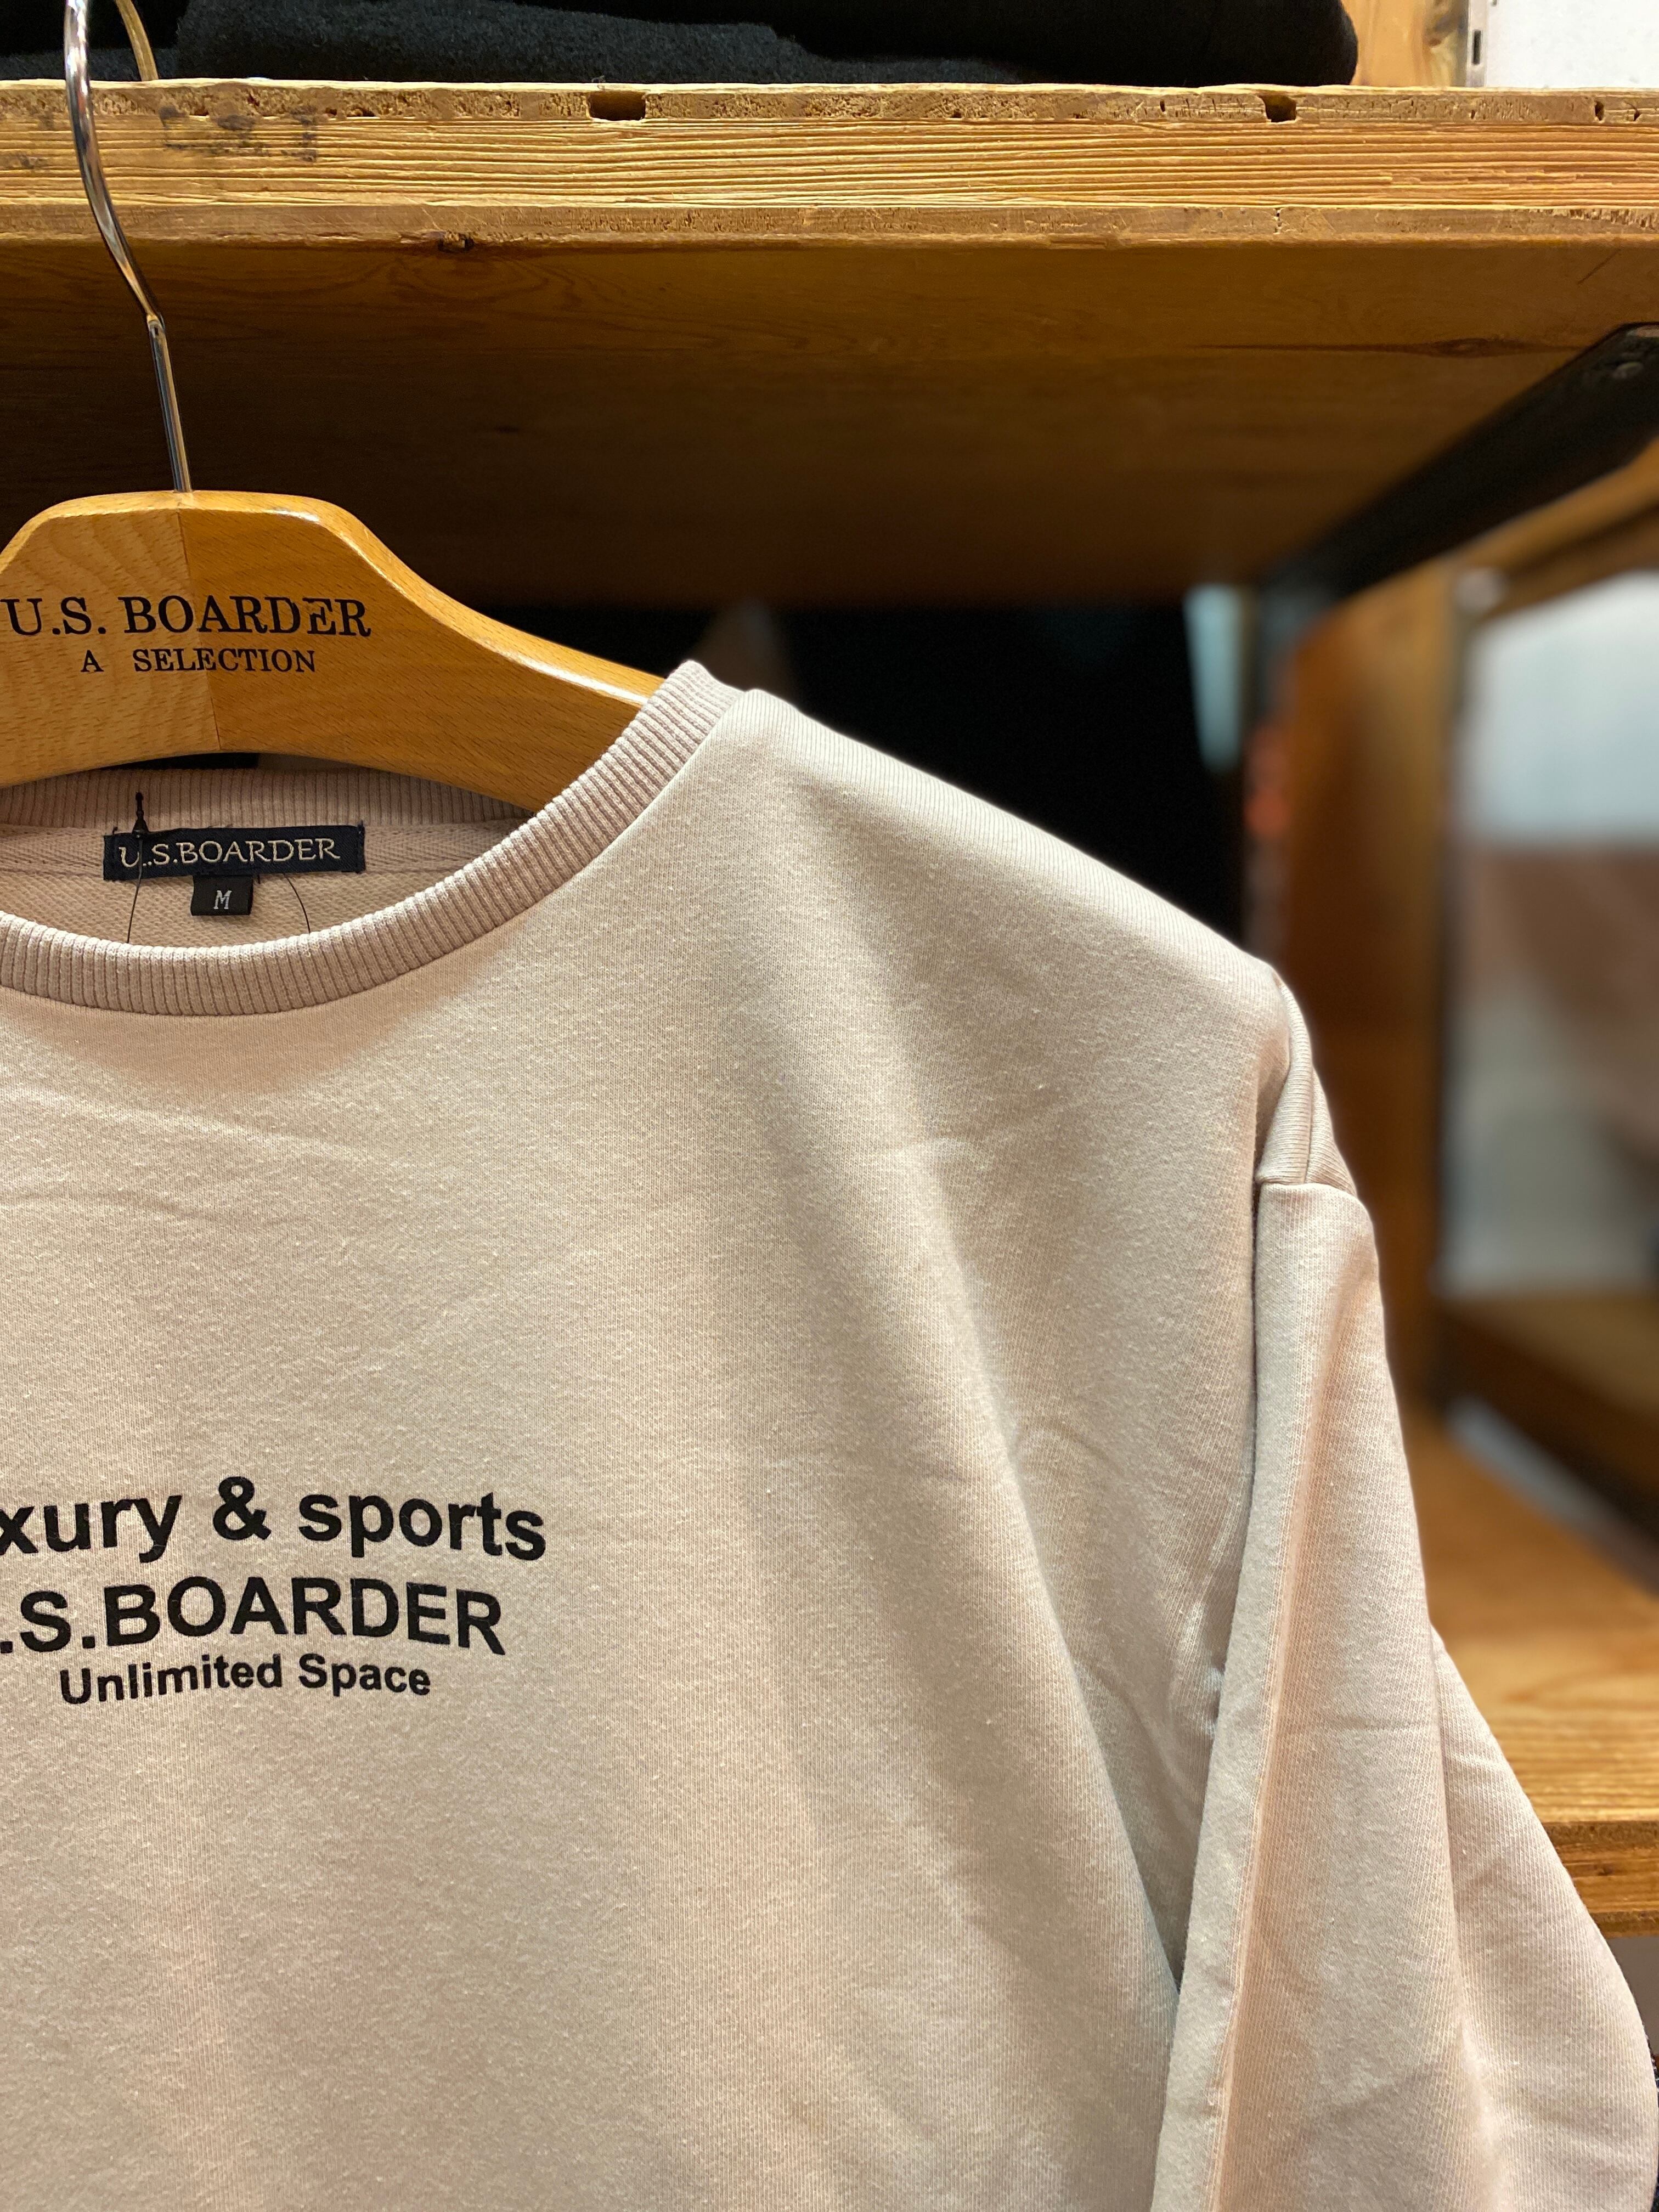 U.S. BOARDER
A SELECTION
U.S.BOARDER
M
xury & sports
.S.BOARDER
Unlimited Space